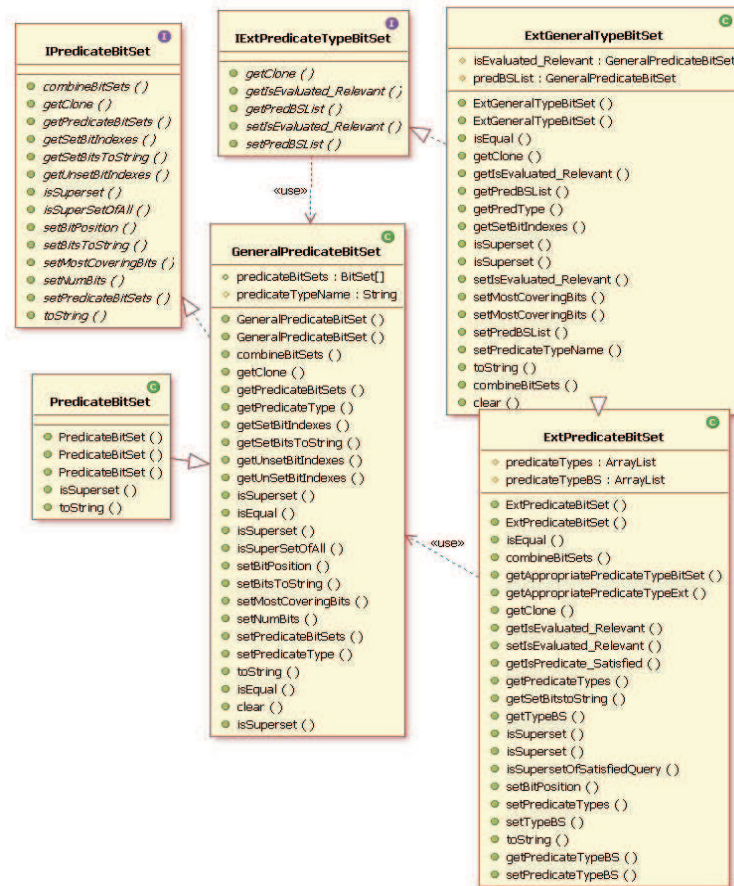 I
IPredicateBitSet
combineBitSets ( )
getClone ( )
getPredicateBitSets ( )
getSetBitIndexes ( )
getSetBitsToString ( )
getUnsetBitIndexes ( )
isSuperset ( )
isSuperSetOfAll ( )
setBitPosition ( )
setBitsToString ( )
setMostCoveringBits ( )
setNumBits ( )
setPredicateBitSets ( )
toString ( )
I
IExtPredicateTypeBitSet
getClone ( )
getIsEvaluated_Relevant ( )
getPredBSList ( )
setIsEvaluated_Relevant ( )
setPredBSList ( )
C
ExtGeneralTypeBitSet
isEvaluated_Relevant : GeneralPredicateBitSet
predBSList : GeneralPredicateBitSet
ExtGeneralTypeBitSet ( )
ExtGeneralTypeBitSet ( )
isEqual ( )
getClone ( )
getIsEvaluated_Relevant ( )
getPredBSList ( )
getPredType ( )
getSetBitIndexes ( )
isSuperset ( )
isSuperset ( )
setIsEvaluated_Relevant ( )
setMostCoveringBits ( )
setMostCoveringBits ( )
setPredBSList ( )
setPredicateTypeName ( )
toString ( )
combineBitSets ( )
clear ( )
«use»
C
GeneralPredicateBitSet
predicateBitSets : BitSet[]
predicateTypeName : String
GeneralPredicateBitSet ( )
GeneralPredicateBitSet ( )
combineBitSets ( )
getClone ( )
getPredicateBitSets ( )
getPredicateType ( )
getSetBitIndexes ( )
getSetBitsToString ( )
getUnsetBitIndexes ( )
getUnSetBitIndexes ( )
isSuperset ( )
isEqual ( )
isSuperset ( )
isSuperSetOfAll ( )
setBitPosition ( )
setBitsToString ( )
setMostCoveringBits ( )
setNumBits ( )
setPredicateBitSets ( )
setPredicateType ( )
toString ( )
isEqual ( )
clear ( )
isSuperset ( )
C
PredicateBitSet
PredicateBitSet ( )
PredicateBitSet ( )
PredicateBitSet ( )
isSuperset ( )
toString ( )
«use»
C
ExtPredicateBitSet
predicateTypes : ArrayList
predicateTypeBS : ArrayList
ExtPredicateBitSet ( )
ExtPredicateBitSet ( )
isEqual ( )
combineBitSets ( )
getAppropriatePredicateTypeBitSet ( )
getAppropriatePredicateTypeExt ( )
getClone ( )
getIsEvaluated_Relevant ( )
setIsEvaluated_Relevant ( )
getIsPredicate_Satisfied ( )
getPredicateTypes ( )
getSetBitstoString ( )
getTypeBS ( )
isSuperset ( )
isSuperset ( )
isSupersetOfSatisfiedQuery ( )
setBitPosition ( )
setPredicateTypes ( )
setTypeBS ( )
toString ( )
getPredicateTypeBS ( )
setPredicateTypeBS ( )